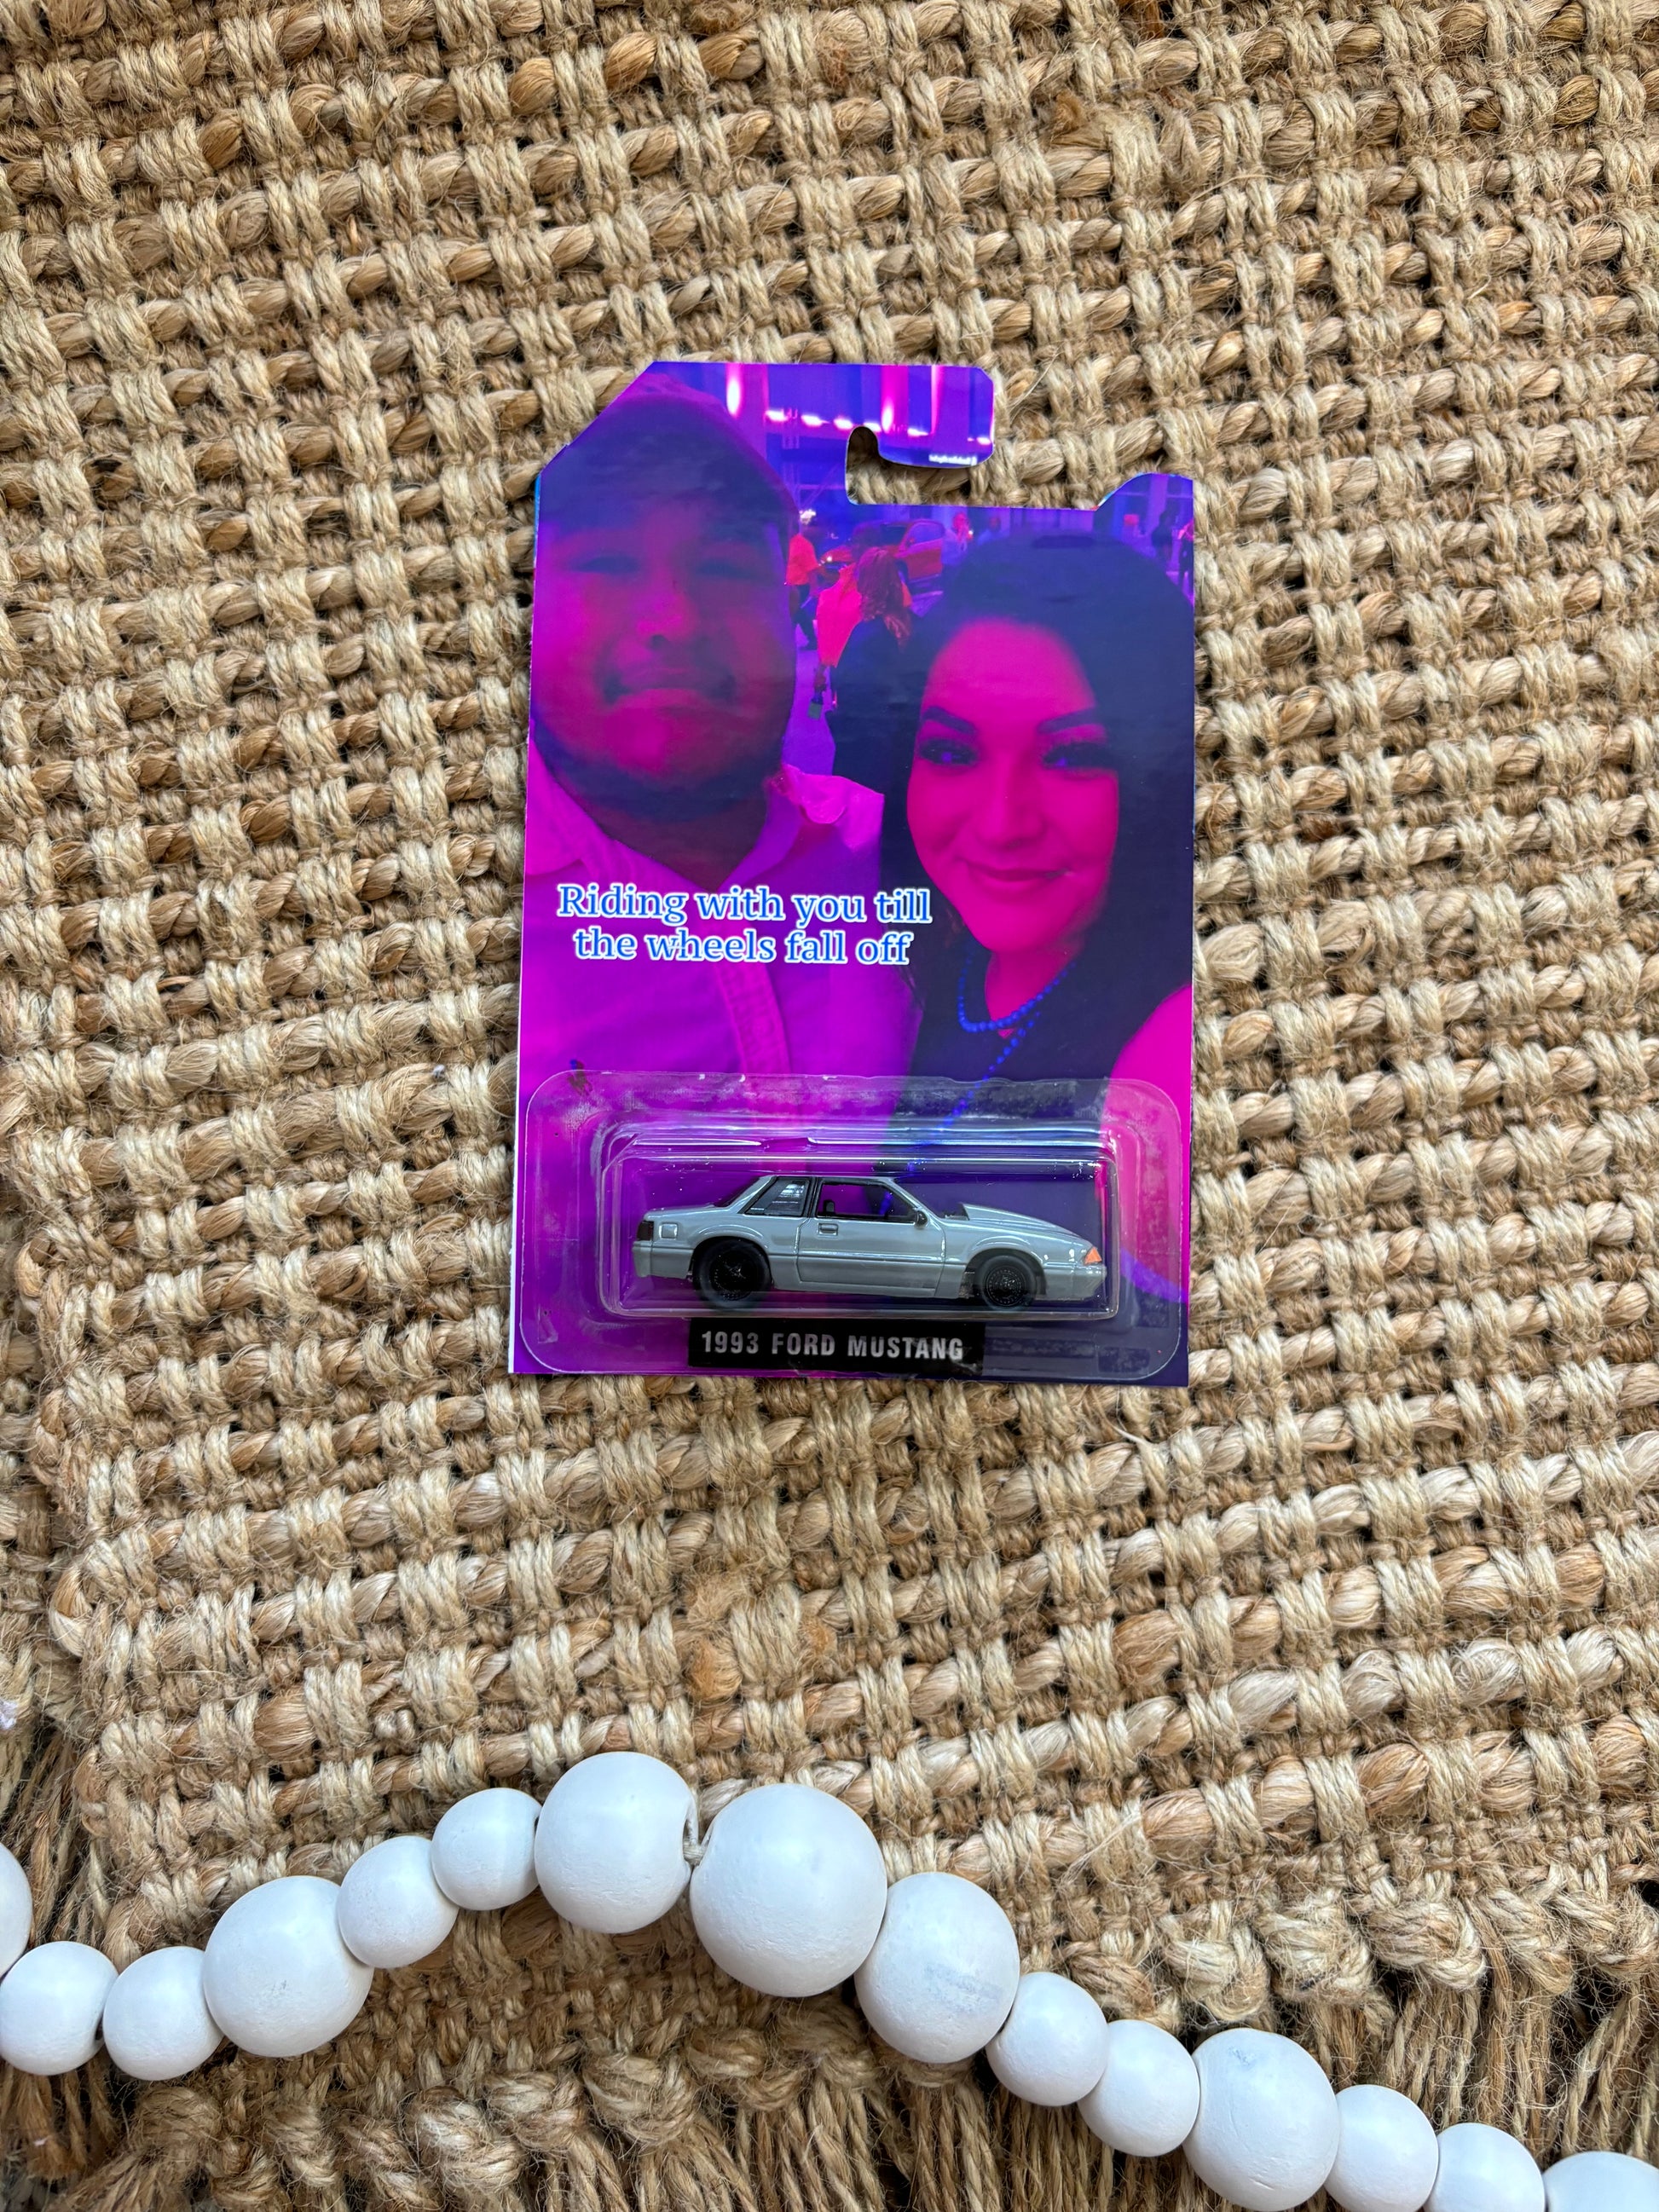 Riding with you till
the wheels fall off
1993 FORD MUSTANG